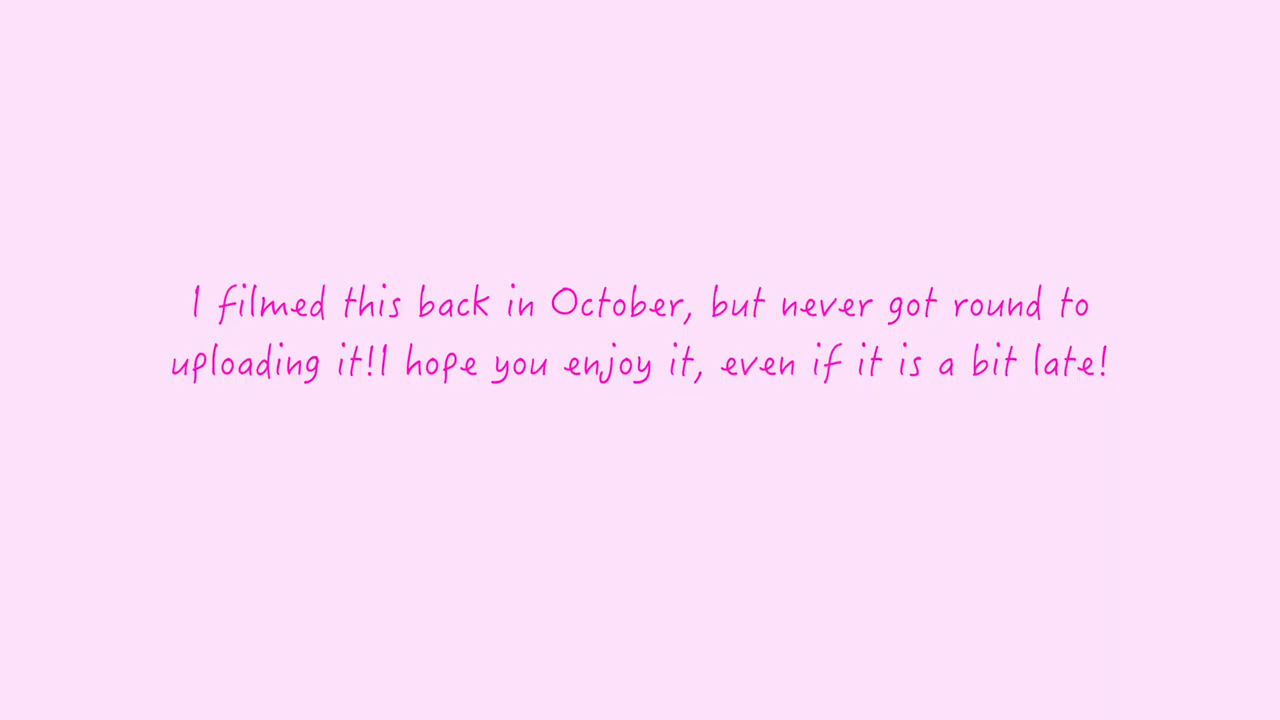 I filmed this back in October, but never got round to
uploading it!I hope you enjoy it, even if it is a bit late!